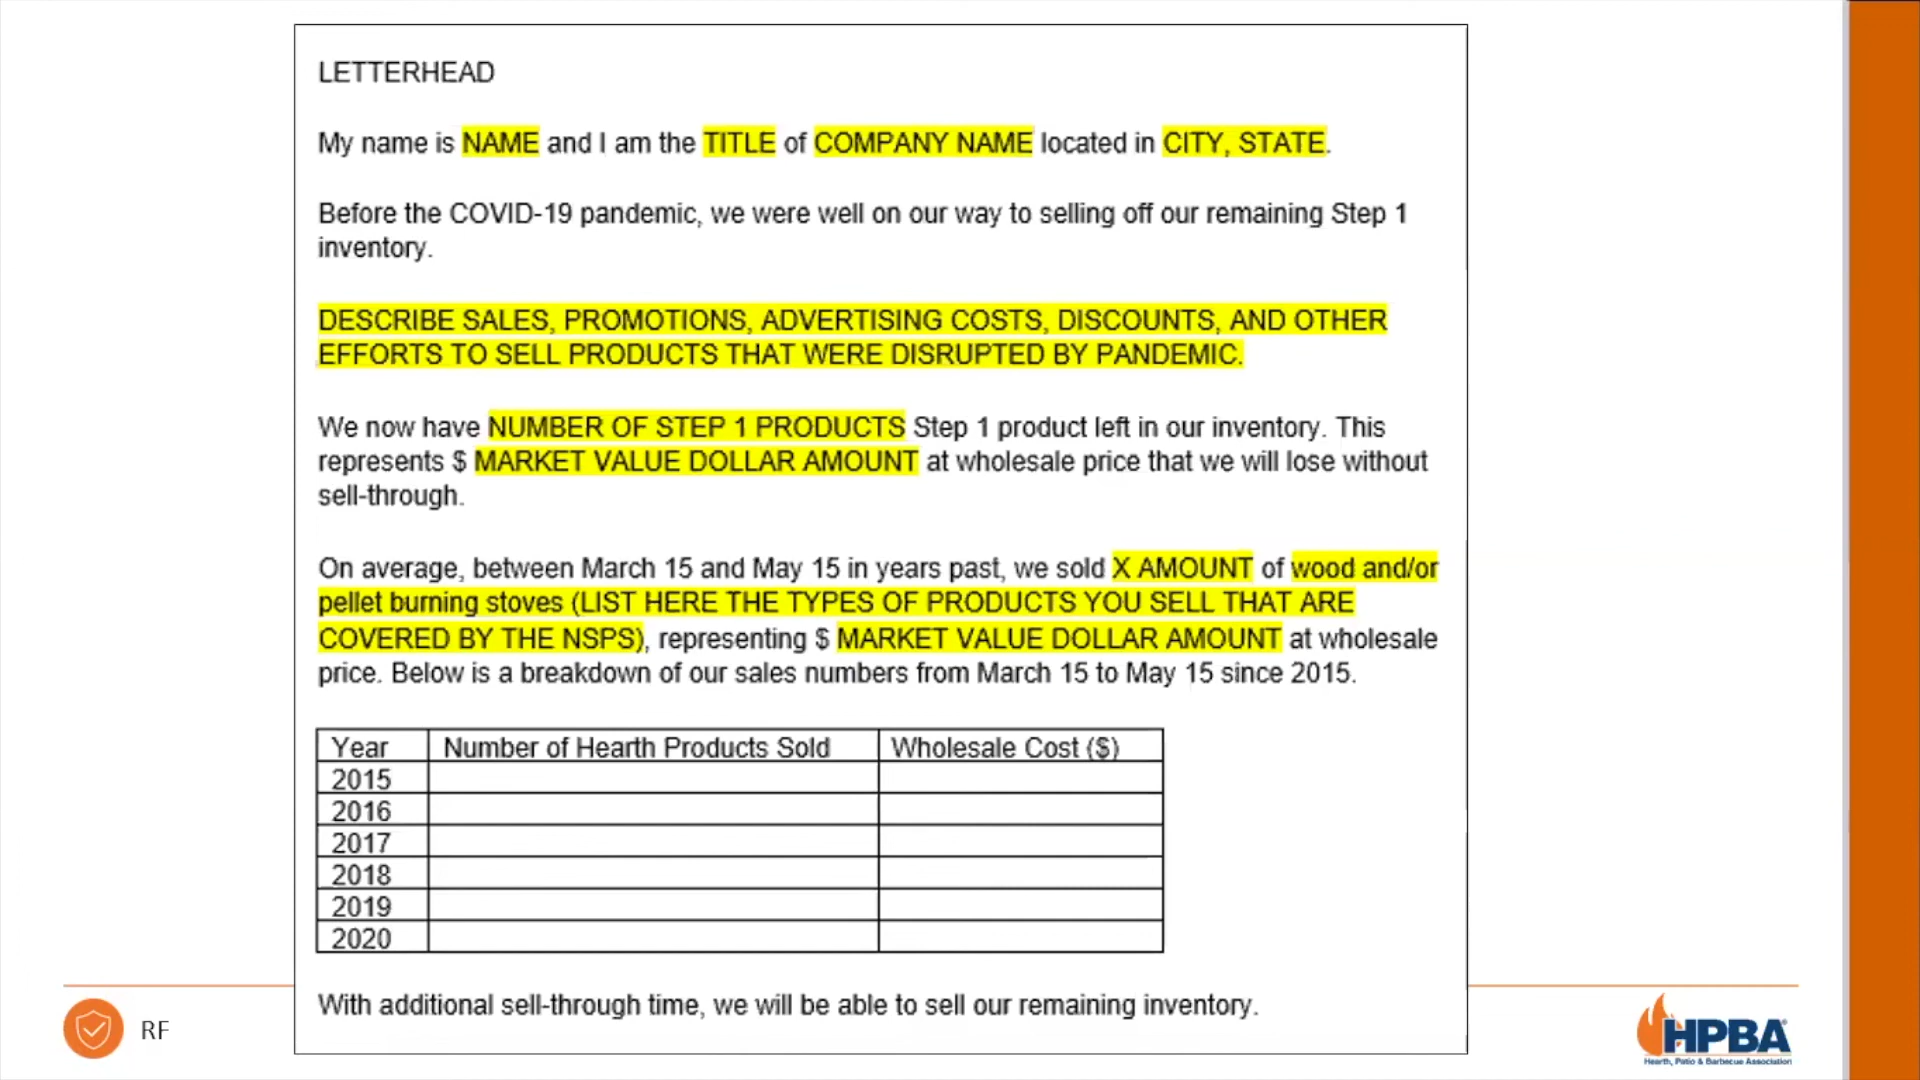 LETTERHEAD
My name is NAME and I am the TITLE of COMPANY NAME located in CITY, STATE.
Before the COVID-19 pandemic, we were well on our way to selling off our remaining Step 1
inventory.
DESCRIBE SALES, PROMOTIONS, ADVERTISING COSTS, DISCOUNTS, AND OTHER
EFFORTS TO SELL PRODUCTS THAT WERE DISRUPTED BY PANDEMIC.
We now have NUMBER OF STEP 1 PRODUCTS Step 1 product left in our inventory. This
represents $ MARKET VALUE DOLLAR AMOUNT at wholesale price that we will lose without
sell-through.
On average, between March 15 and May 15 in years past, we sold X AMOUNT of wood and/or
pellet burning stoves (LIST HERE THE TYPES OF PRODUCTS YOU SELL THAT ARE
COVERED BY THE NSPS), representing $ MARKET VALUE DOLLAR AMOUNT at wholesale
price. Below is a breakdown of our sales numbers from March 15 to May 15 since 2015.
Year Number of Hearth Products Sold Wholesale Cost ($)
2015
2016
2017
2018
2019
2020
With additional sell-through time, we will be able to sell our remaining inventory.
RF
HPBA
Hearth, Patio & Barbecue Association